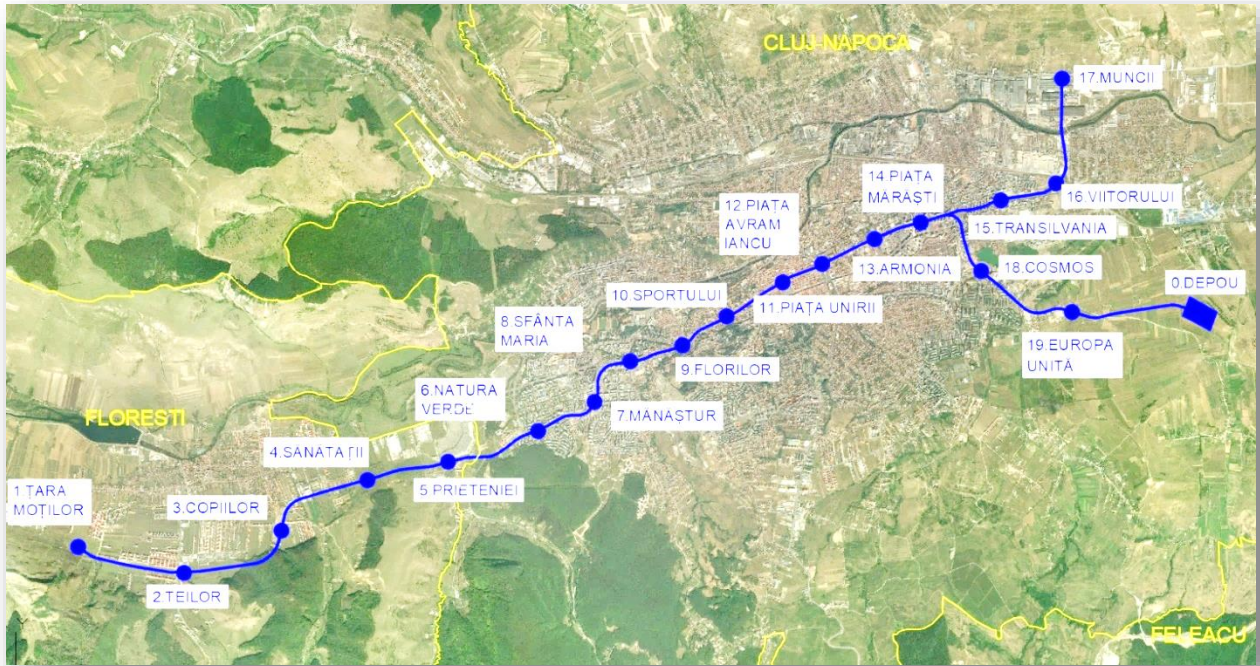 CLUJ-NAPOCA
17.MUNCII
14.PIAȚA
MĂRĂȘTI
12.PIAȚA
AVRAM
IANCU
16.VIITORULUI
15.TRANSILVANIA
13.ARMONIA
18.COSMOS
0.DEPOU
10.SPORTULUI
11.PIAȚA UNIRII
8.SFÂNTA
MARIA
19.EUROPA
UNITĂ
9.FLORILOR
6.NATURA
VERDE
7.MĂNĂȘTUR
FLORESTI
4.SĂNĂTĂȚII
5.PRIETENIEI
1.ȚARA
MOȚILOR
3.COPIILOR
2.TEILOR
FELEACU